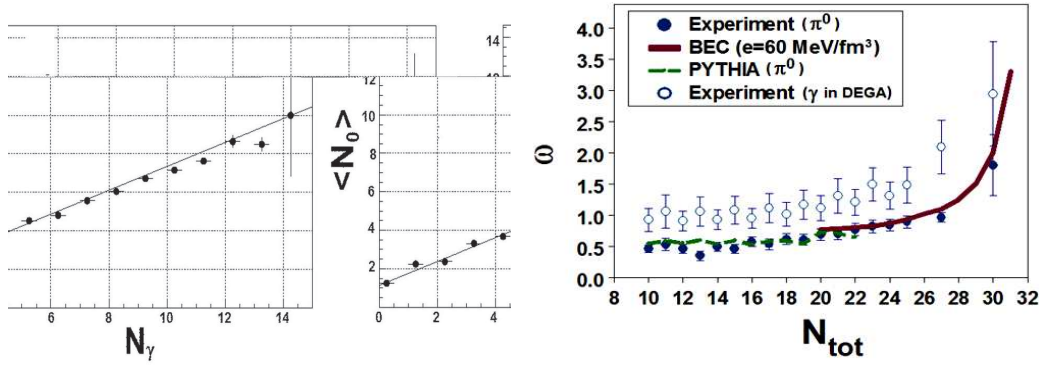 14
12
10
8
6
4
2
<N₀>
6 8 10 12 14
N_γ
0 2 4
Experiment (π⁰)
BEC (e=60 MeV/fm³)
PYTHIA (π⁰)
Experiment (γ in DEGA)
4.0
3.5
3.0
2.5
2.0
1.5
1.0
0.5
0.0
ω
8 10 12 14 16 18 20 22 24 26 28 30 32
N_tot